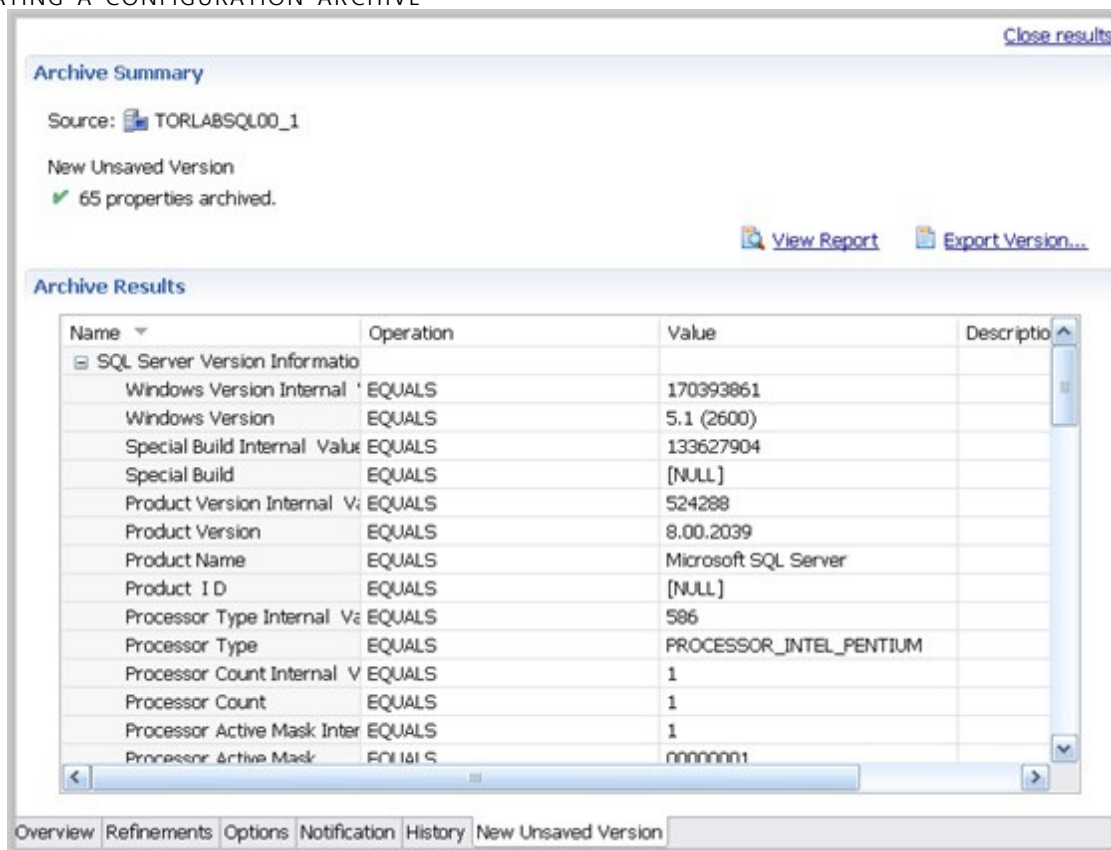 CONFIGURATION ARCHIVE
Close results
Archive Summary
Source: TORLABSQL00_1
New Unsaved Version
65 properties archived.
View Report Export Version...
Archive Results
Name Operation Value Descriptio
SQL Server Version Informatio
Windows Version Internal ' EQUALS 170393861
Windows Version EQUALS 5.1 (2600)
Special Build Internal Value EQUALS 133627904
Special Build EQUALS [NULL]
Product Version Internal Va EQUALS 524288
Product Version EQUALS 8.00.2039
Product Name EQUALS Microsoft SQL Server
Product I D EQUALS [NULL]
Processor Type Internal Va EQUALS 586
Processor Type EQUALS PROCESSOR_INTEL_PENTIUM
Processor Count Internal V EQUALS 1
Processor Count EQUALS 1
Processor Active Mask Inter EQUALS 1
Processor Active Mask EQUALS 00000001
Overview Refinements Options Notification History New Unsaved Version